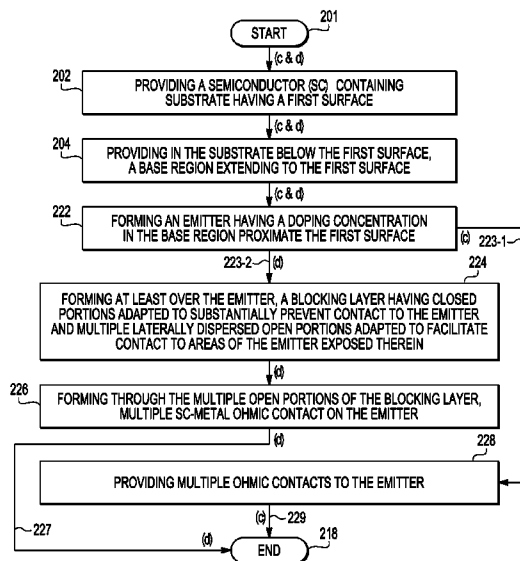 201
START
(c & d)
202
PROVIDING A SEMICONDUCTOR (SC) CONTAINING
SUBSTRATE HAVING A FIRST SURFACE
(c & d)
204
PROVIDING IN THE SUBSTRATE BELOW THE FIRST SURFACE,
A BASE REGION EXTENDING TO THE FIRST SURFACE
(c & d)
222
FORMING AN EMITTER HAVING A DOPING CONCENTRATION
IN THE BASE REGION PROXIMATE THE FIRST SURFACE
(c)
223-1
223-2
(d)
224
FORMING AT LEAST OVER THE EMITTER, A BLOCKING LAYER HAVING CLOSED
PORTIONS ADAPTED TO SUBSTANTIALLY PREVENT CONTACT TO THE EMITTER
AND MULTIPLE LATERALLY DISPERSED OPEN PORTIONS ADAPTED TO FACILITATE
CONTACT TO AREAS OF THE EMITTER EXPOSED THEREIN
(d)
226
FORMING THROUGH THE MULTIPLE OPEN PORTIONS OF THE BLOCKING LAYER,
MULTIPLE SC-METAL OHMIC CONTACT ON THE EMITTER
(d)
228
PROVIDING MULTIPLE OHMIC CONTACTS TO THE EMITTER
227
(c)
229
(d)
END
218